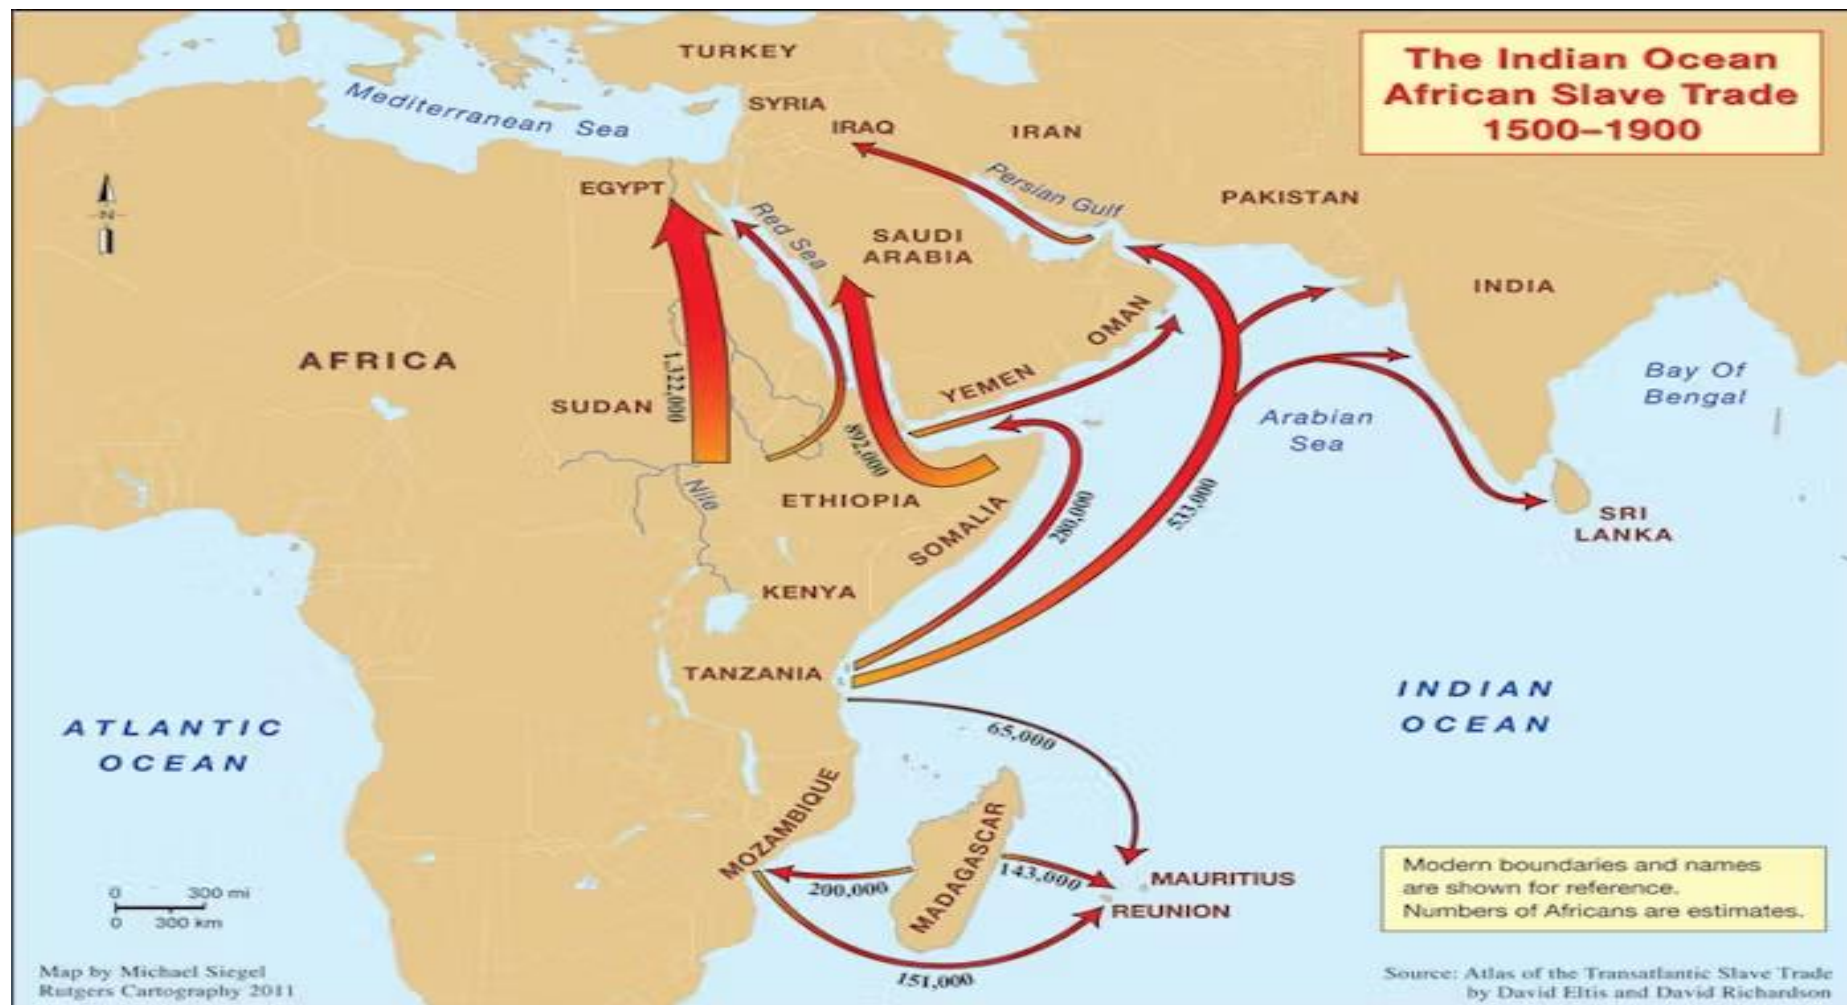 The Indian Ocean
African Slave Trade
1500–1900
TURKEY
Mediterranean Sea
SYRIA
IRAQ
IRAN
EGYPT
Red Sea
Persian Gulf
PAKISTAN
SAUDI
ARABIA
INDIA
N
AFRICA
SUDAN
1,322,000
892,000
YEMEN
OMAN
Arabian
Sea
Bay Of
Bengal
Nile
ETHIOPIA
SOMALIA
280,000
533,000
SRI
LANKA
KENYA
TANZANIA
ATLANTIC
OCEAN
INDIAN
OCEAN
65,000
MOZAMBIQUE
MADAGASCAR
200,000
143,000
MAURITIUS
REUNION
151,000
0 300 mi
0 300 km
Modern boundaries and names
are shown for reference.
Numbers of Africans are estimates.
Map by Michael Siegel
Rutgers Cartography 2011
Source: Atlas of the Transatlantic Slave Trade
by David Eltis and David Richardson